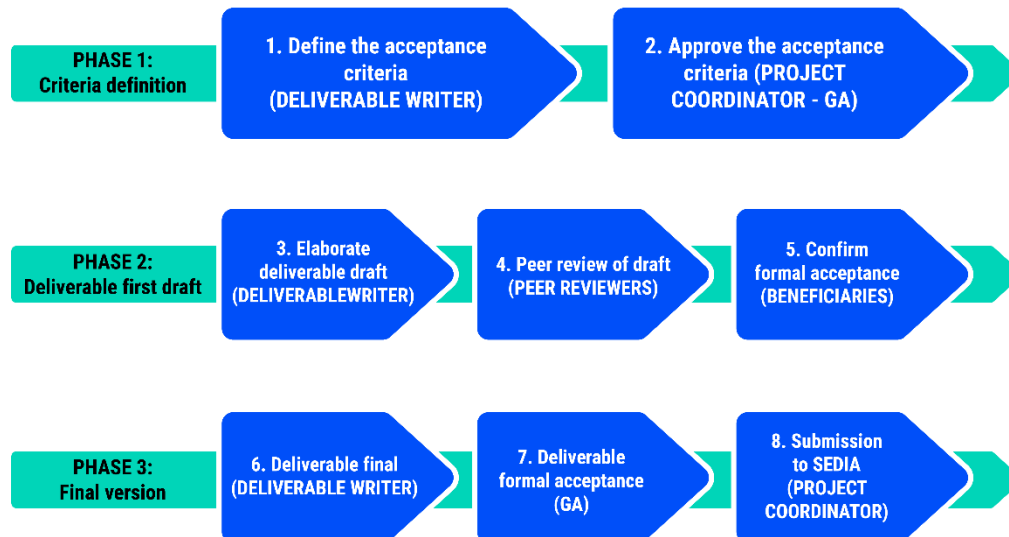 PHASE 1:
Criteria definition
1. Define the acceptance
criteria
(DELIVERABLE WRITER)
2. Approve the acceptance
criteria (PROJECT
COORDINATOR - GA)
PHASE 2:
Deliverable first draft
3. Elaborate
deliverable draft
(DELIVERABLEWRITER)
4. Peer review of draft
(PEER REVIEWERS)
5. Confirm
formal acceptance
(BENEFICIARIES)
PHASE 3:
Final version
6. Deliverable final
(DELIVERABLE WRITER)
7. Deliverable
formal acceptance
(GA)
8. Submission
to SEDIA
(PROJECT
COORDINATOR)